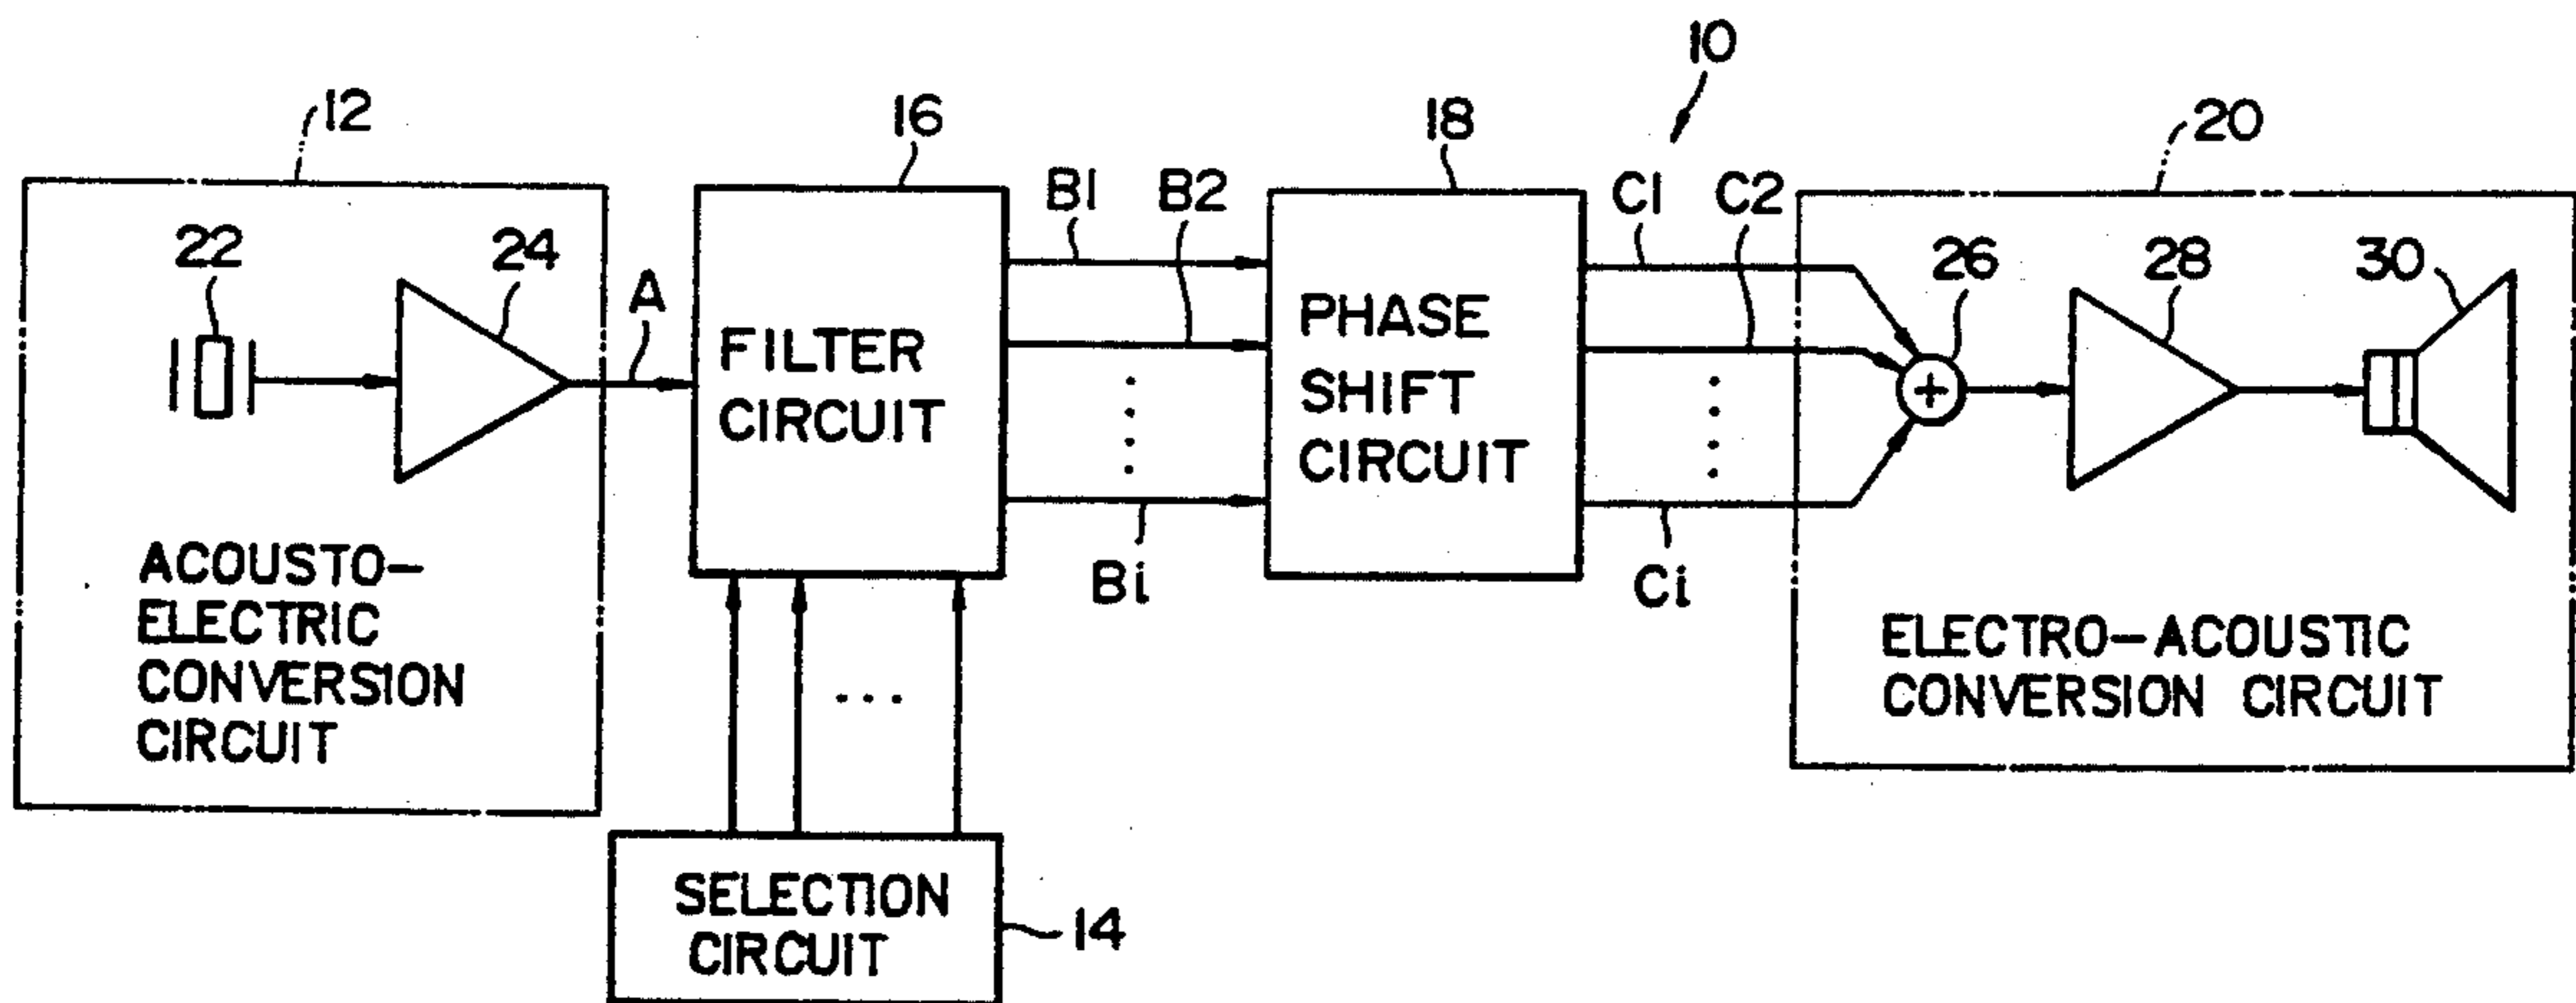 10
12
16
18
20
B1
B2
C1
C2
22
24
A
26
28
30
FILTER
CIRCUIT
PHASE
SHIFT
CIRCUIT
Bi
Ci
ACOUSTO-
ELECTRIC
CONVERSION
CIRCUIT
ELECTRO-ACOUSTIC
CONVERSION CIRCUIT
SELECTION
CIRCUIT
14